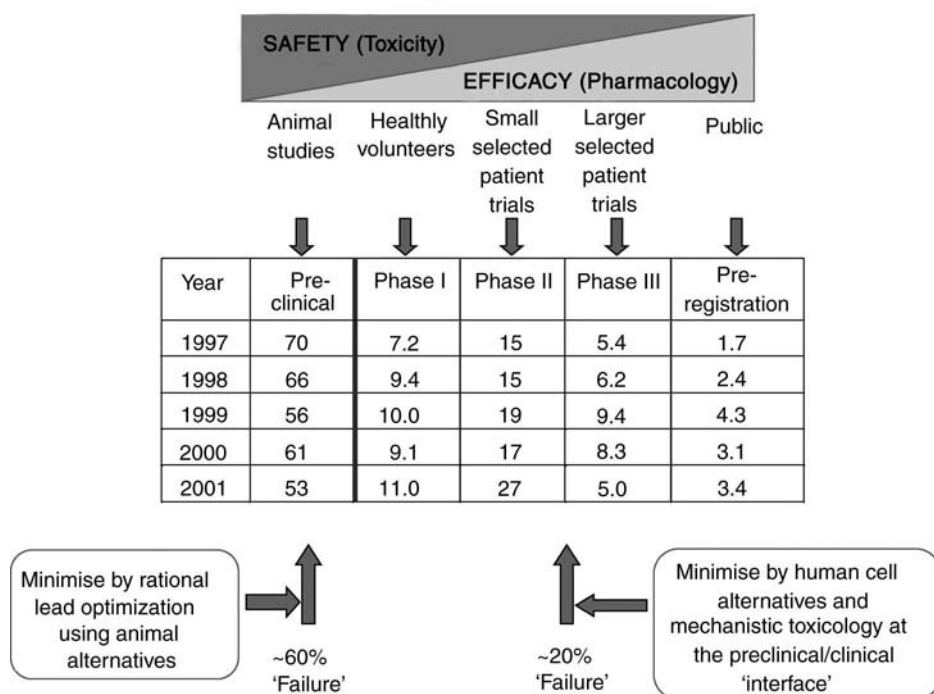 SAFETY (Toxicity)
EFFICACY (Pharmacology)
Animal studies
Healthly volunteers
Small selected patient trials
Larger selected patient trials
Public
Year Pre-clinical Phase I Phase II Phase III Pre-registration
1997 70 7.2 15 5.4 1.7
1998 66 9.4 15 6.2 2.4
1999 56 10.0 19 9.4 4.3
2000 61 9.1 17 8.3 3.1
2001 53 11.0 27 5.0 3.4
Minimise by rational
lead optimization
using animal
alternatives
~60%
'Failure'
~20%
'Failure'
Minimise by human cell
alternatives and
mechanistic toxicology at
the preclinical/clinical
'interface'